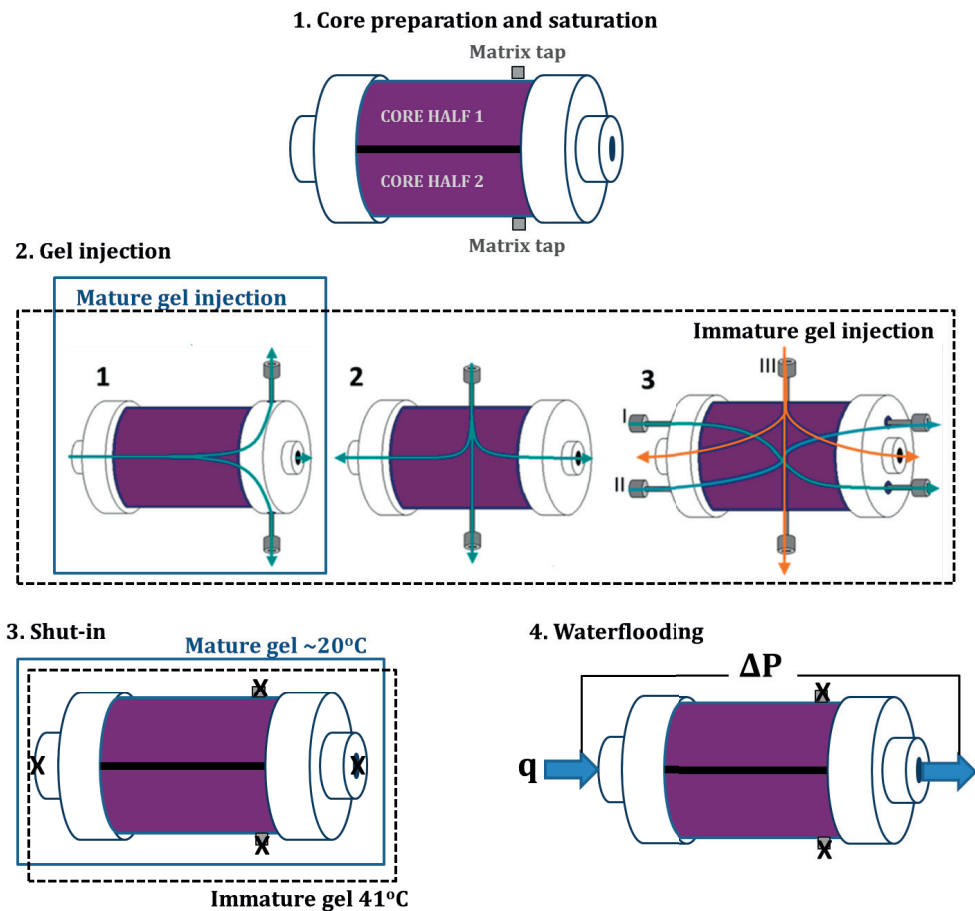 1. Core preparation and saturation
Matrix tap
CORE HALF 1
CORE HALF 2
Matrix tap
2. Gel injection
Mature gel injection
Immature gel injection
1
2
3
III
I
II
3. Shut-in
Mature gel ~20°C
X
X
X
X
Immature gel 41°C
4. Waterflooding
ΔP
X
q
X